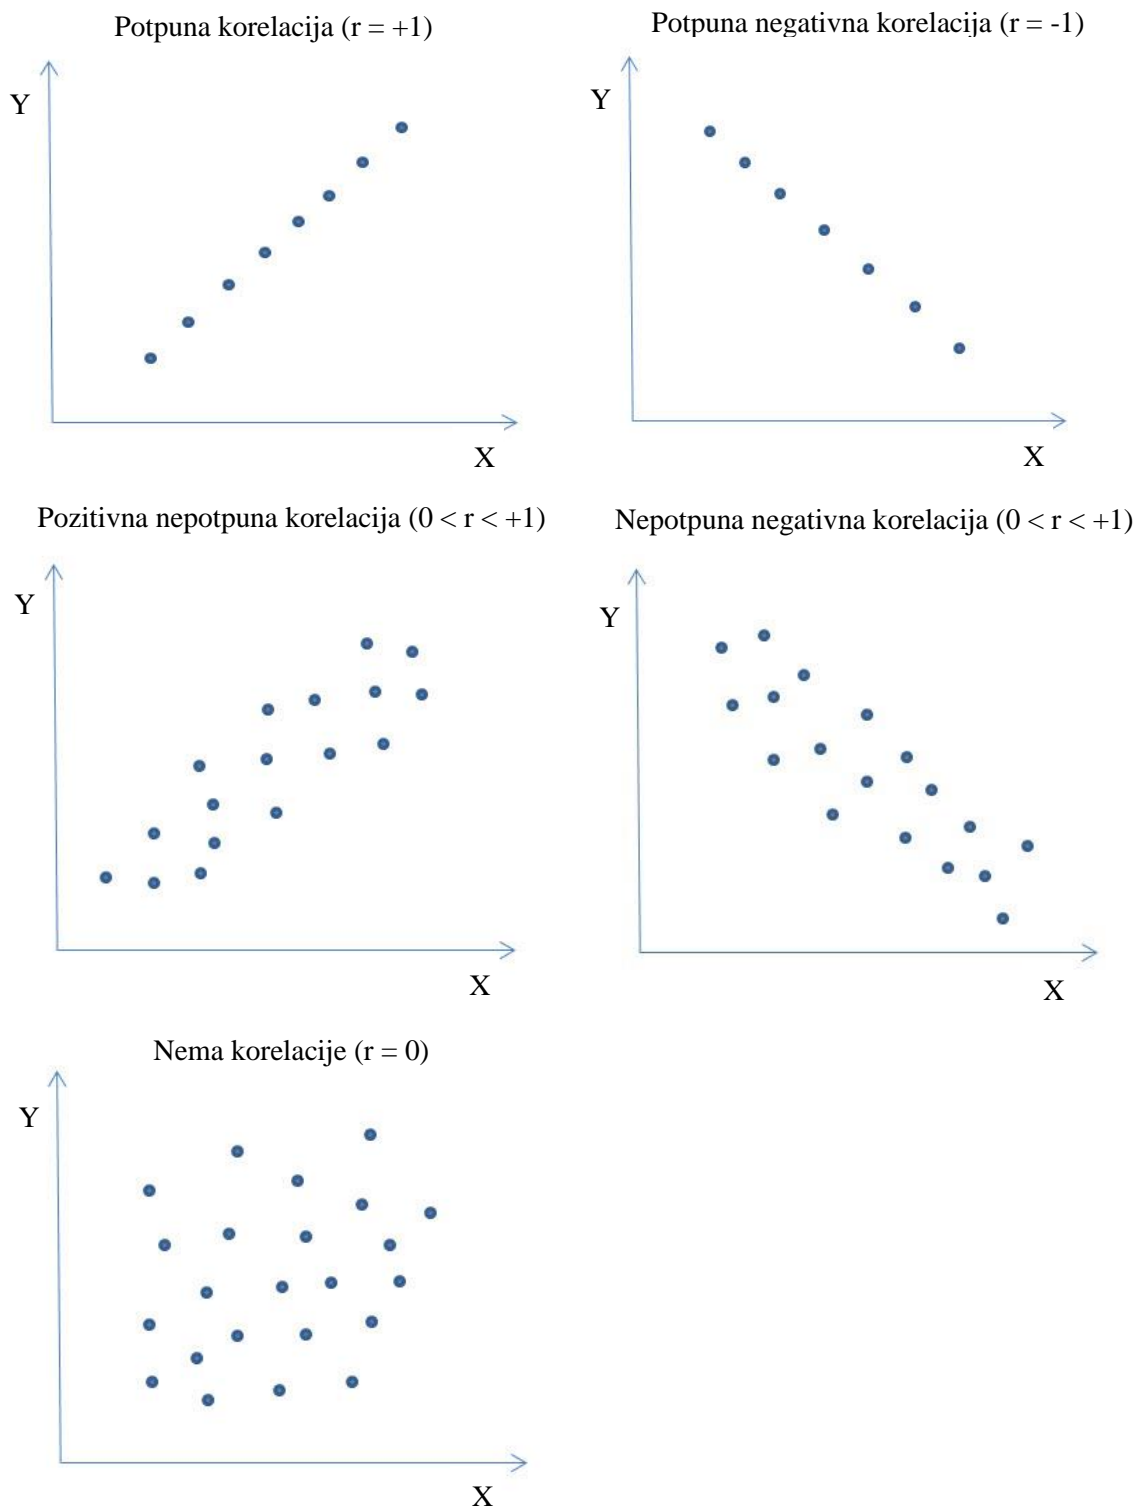 Potpuna korelacija (r = +1)
Y
X
Potpuna negativna korelacija (r = -1)
Y
X
Pozitivna nepotpuna korelacija (0 < r < +1)
Y
X
Nepotpuna negativna korelacija (0 < r < +1)
Y
X
Nema korelacije (r = 0)
Y
X